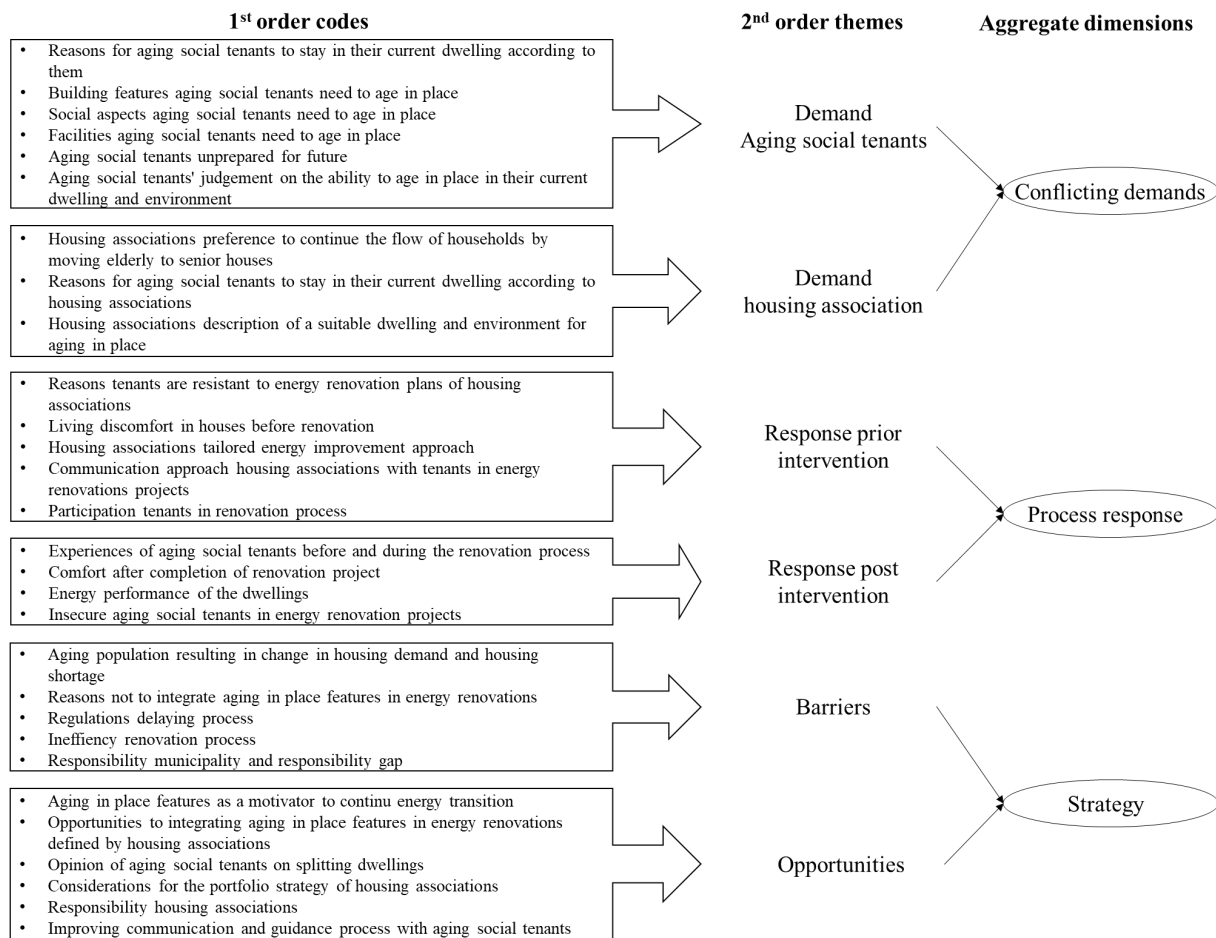 1st order codes
2nd order themes
Aggregate dimensions
• Reasons for aging social tenants to stay in their current dwelling according to
them
• Building features aging social tenants need to age in place
• Social aspects aging social tenants need to age in place
• Facilities aging social tenants need to age in place
• Aging social tenants unprepared for future
• Aging social tenants' judgement on the ability to age in place in their current
dwelling and environment
Demand
Aging social tenants
Conflicting demands
• Housing associations preference to continue the flow of households by
moving elderly to senior houses
• Reasons for aging social tenants to stay in their current dwelling according to
housing associations
• Housing associations description of a suitable dwelling and environment for
aging in place
Demand
housing association
• Reasons tenants are resistant to energy renovation plans of housing
associations
• Living discomfort in houses before renovation
• Housing associations tailored energy improvement approach
• Communication approach housing associations with tenants in energy
renovations projects
• Participation tenants in renovation process
Response prior
intervention
Process response
• Experiences of aging social tenants before and during the renovation process
• Comfort after completion of renovation project
• Energy performance of the dwellings
• Insecure aging social tenants in energy renovation projects
Response post
intervention
• Aging population resulting in change in housing demand and housing
shortage
• Reasons not to integrate aging in place features in energy renovations
• Regulations delaying process
• Ineffiency renovation process
• Responsibility municipality and responsibility gap
Barriers
Strategy
• Aging in place features as a motivator to continu energy transition
• Opportunities to integrating aging in place features in energy renovations
defined by housing associations
• Opinion of aging social tenants on splitting dwellings
• Considerations for the portfolio strategy of housing associations
• Responsibility housing associations
• Improving communication and guidance process with aging social tenants
Opportunities